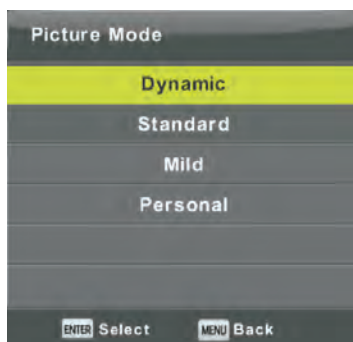 Picture Mode
Dynamic
Standard
Mild
Personal
ENTER Select MENU Back